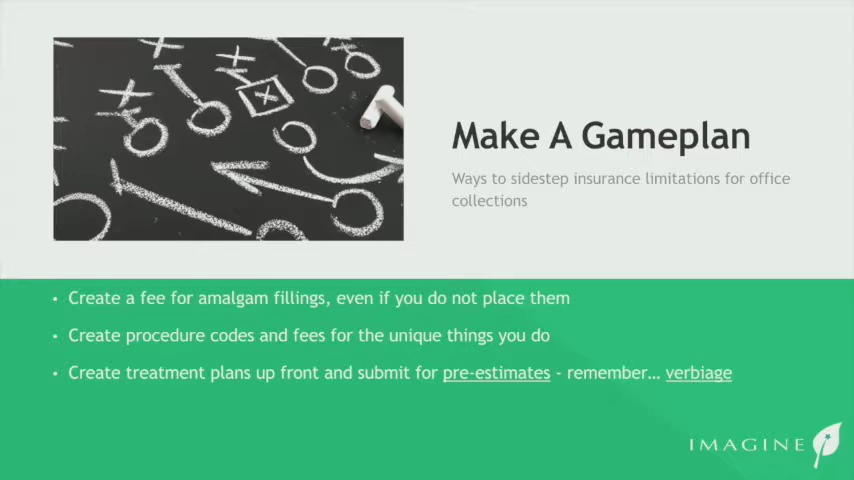 Make A Gameplan
Ways to sidestep insurance limitations for office
collections
• Create a fee for amalgam fillings, even if you do not place them
• Create procedure codes and fees for the unique things you do
• Create treatment plans up front and submit for pre-estimates - remember… verbiage
IMAGINE